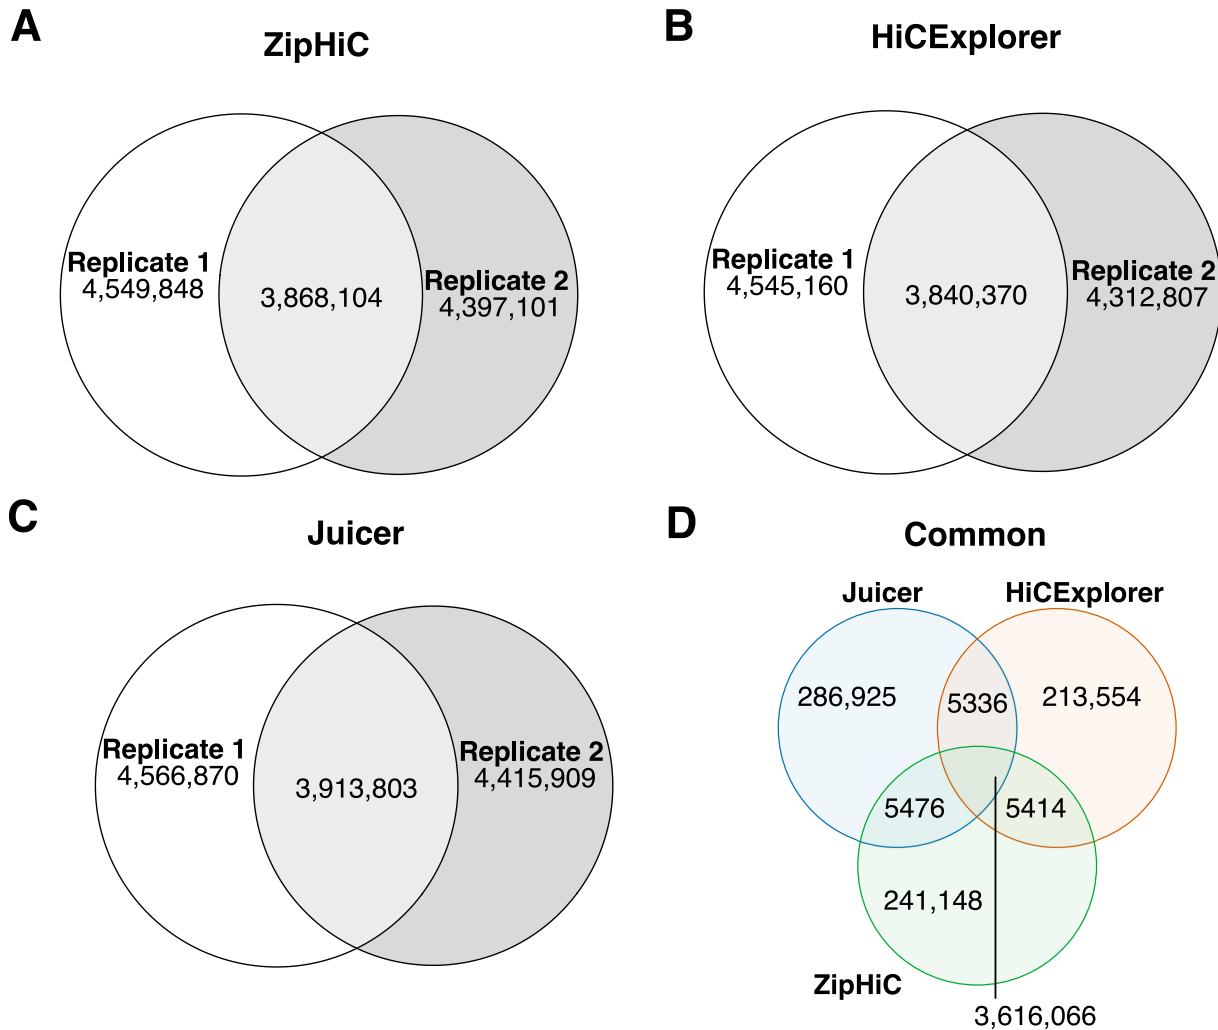 A
ZipHiC
Replicate 1
4,549,848
3,868,104
Replicate 2
4,397,101
B
HiCExplorer
Replicate 1
4,545,160
3,840,370
Replicate 2
4,312,807
C
Juicer
Replicate 1
4,566,870
3,913,803
Replicate 2
4,415,909
D
Common
Juicer
HiCExplorer
286,925
5336
213,554
5476
5414
241,148
ZipHiC
3,616,066